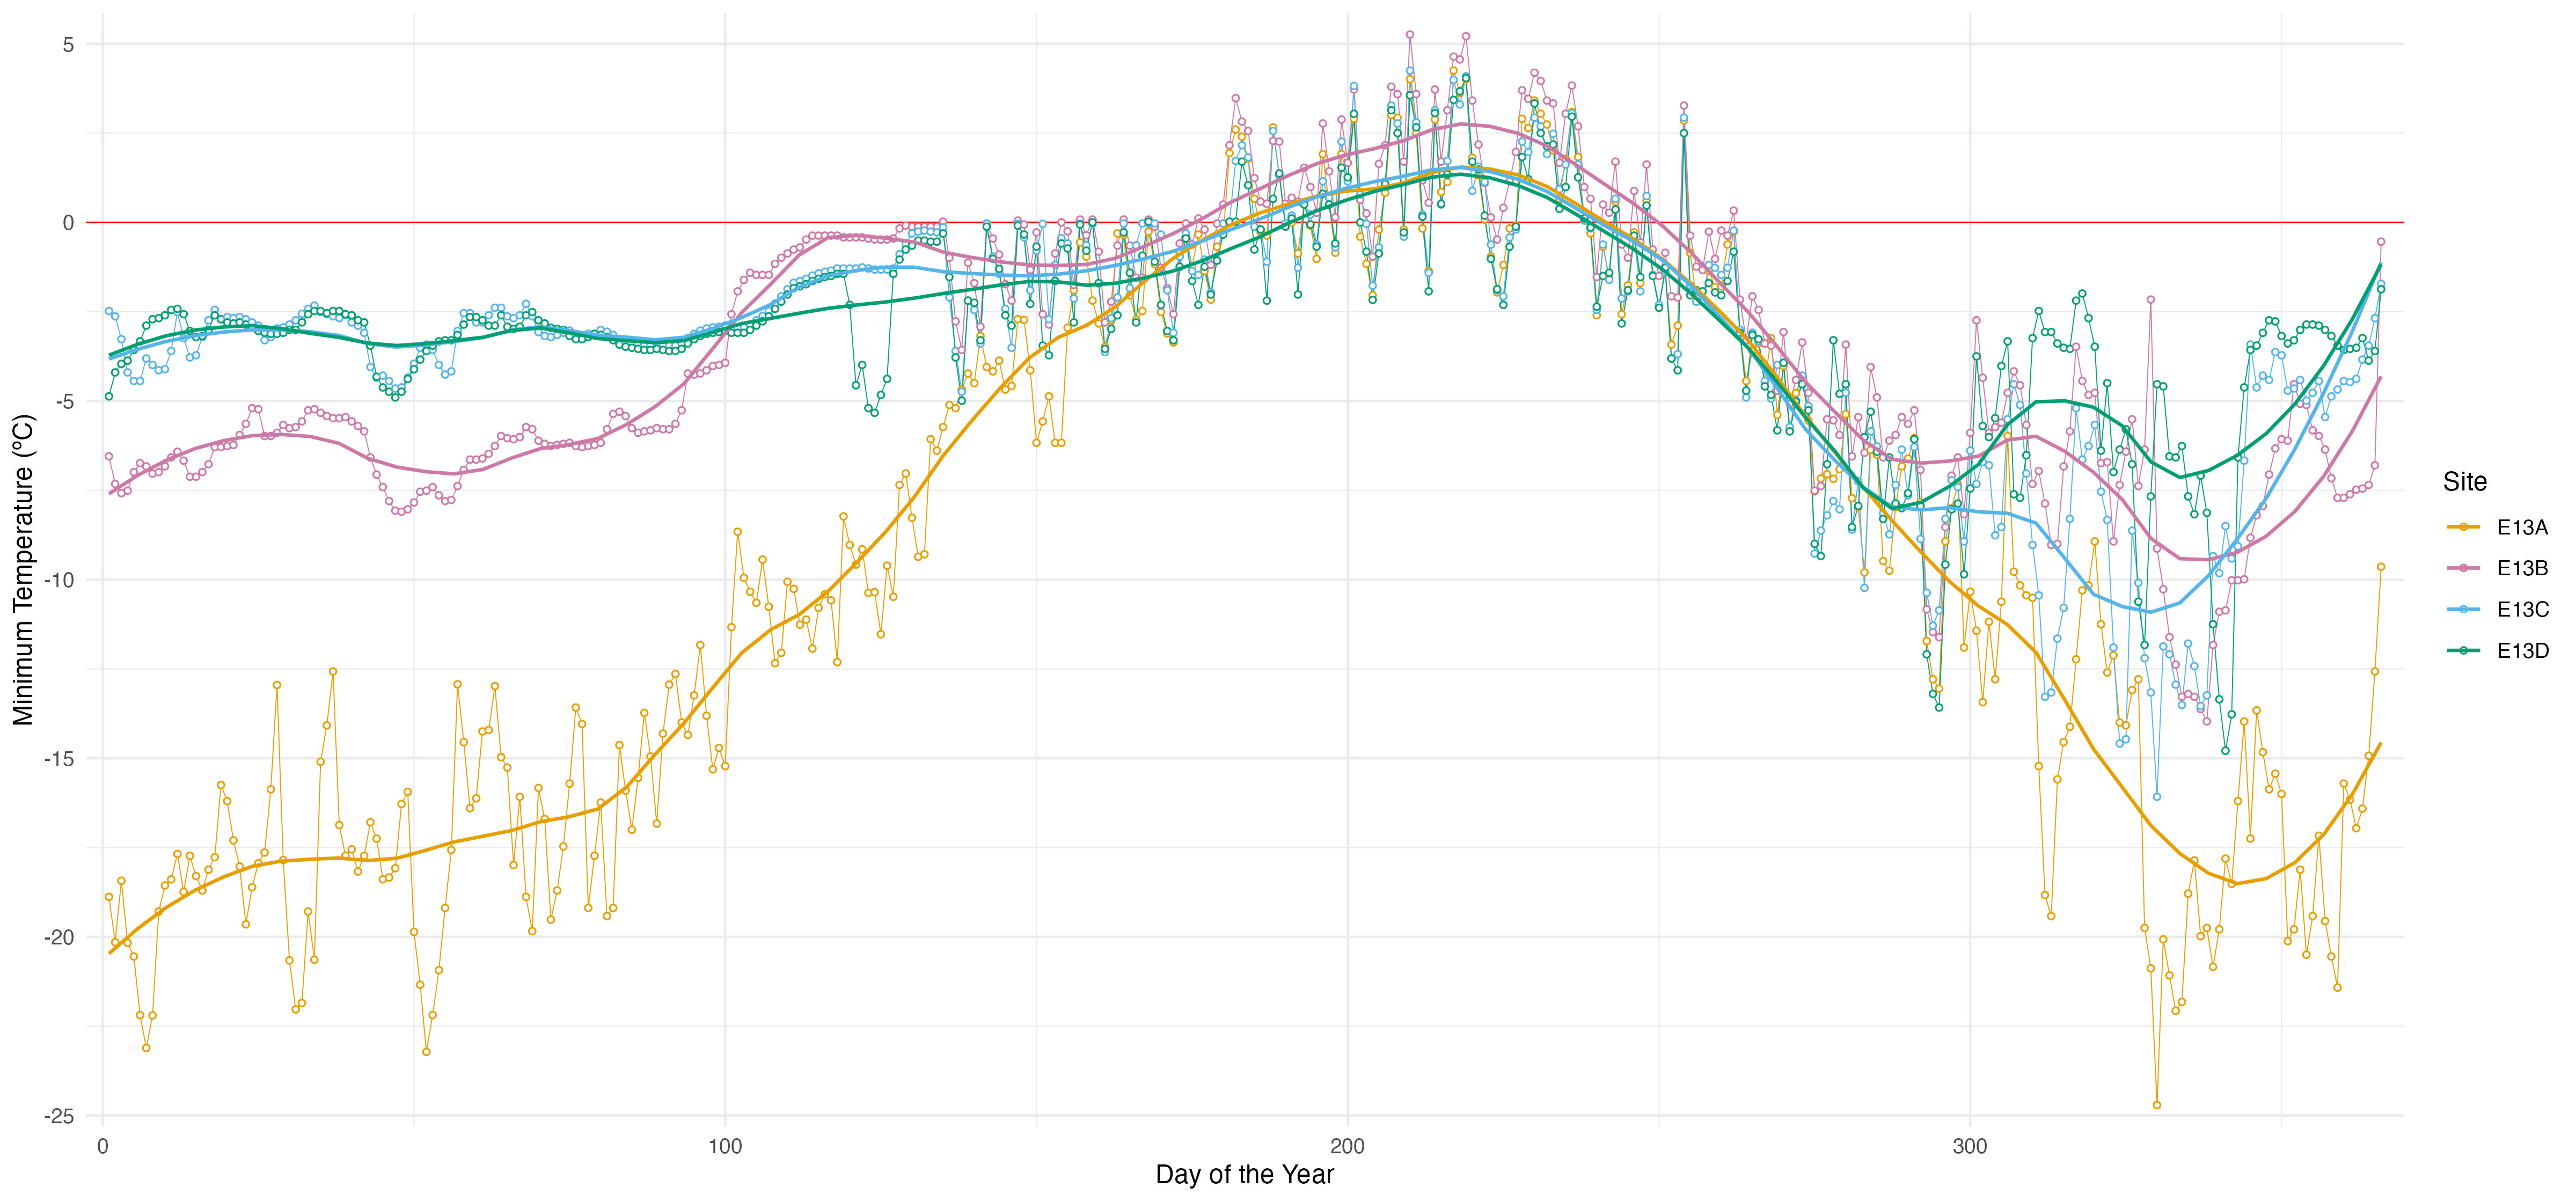 Minimum Temperature (ºC)
5
0
-5
-10
-15
-20
-25
0 100 200 300
Day of the Year
Site
E13A
E13B
E13C
E13D